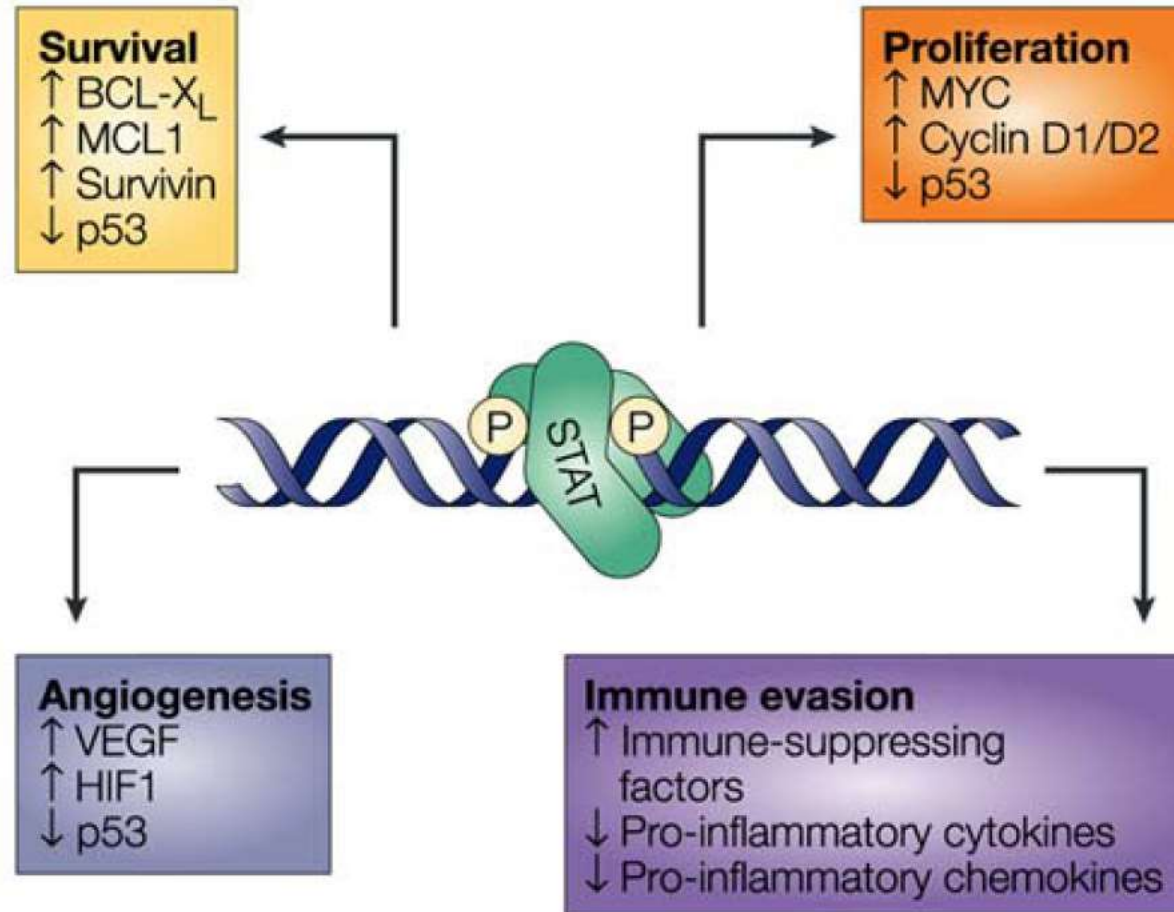 Survival
↑ BCL-X_L
↑ MCL1
↑ Survivin
↓ p53
Proliferation
↑ MYC
↑ Cyclin D1/D2
↓ p53
P
STAT
P
Angiogenesis
↑ VEGF
↑ HIF1
↓ p53
Immune evasion
↑ Immune-suppressing
factors
↓ Pro-inflammatory cytokines
↓ Pro-inflammatory chemokines